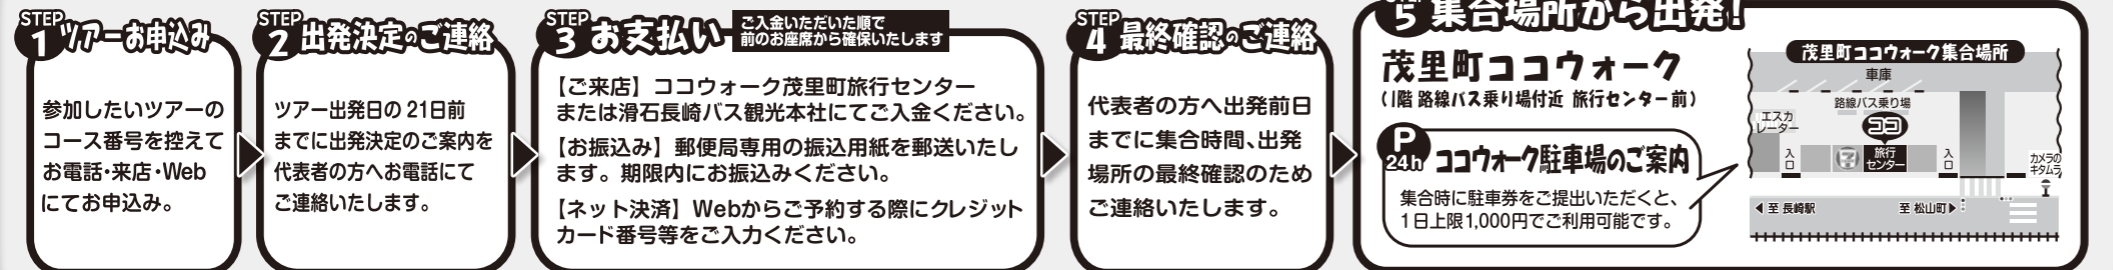 STEP
1 ツアーお申込み
参加したいツアーの
コース番号を控えて
お電話・来店・Web
にてお申込み。
STEP
2 出発決定のご連絡
ツアー出発日の21日前
までに出発決定のご案内を
代表者の方へお電話にて
ご連絡いたします。
STEP
3 お支払い
ご入金いただいた順で
前のお座席から確保いたします
【ご来店】ココウォーク茂里町旅行センター
または滑石長崎バス観光本社にてご入金ください。
【お振込み】郵便局専用の振込用紙を郵送いたし
ます。期限内にお振込みください。
【ネット決済】Webからご予約する際にクレジット
カード番号等をご入力ください。
STEP
4 最終確認のご連絡
代表者の方へ出発前日
までに集合時間、出発
場所の最終確認のため
ご連絡いたします。
STEP
5 集合場所から出発!
茂里町ココウォーク
(1階 路線バス乗り場付近 旅行センター前)
P
24h
ココウォーク駐車場のご案内
集合時に駐車券をご提出いただくと、
1日上限1,000円でご利用可能です。
茂里町ココウォーク集合場所
車庫
路線バス乗り場
エスカ
レーター
ココ
入口
旅行
センター
入口
カメラの
キタムラ
◀至 長崎駅
至 松山町▶